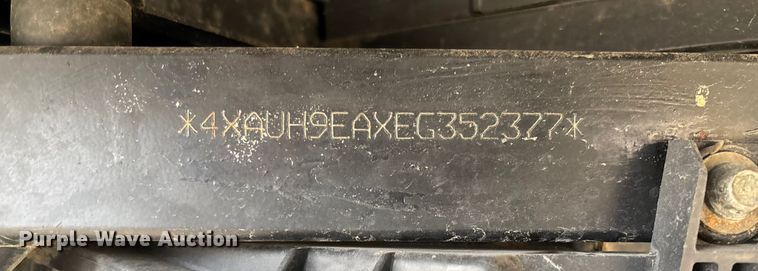 *4XAUH9EAXEG352377*
Purple Wave Auction